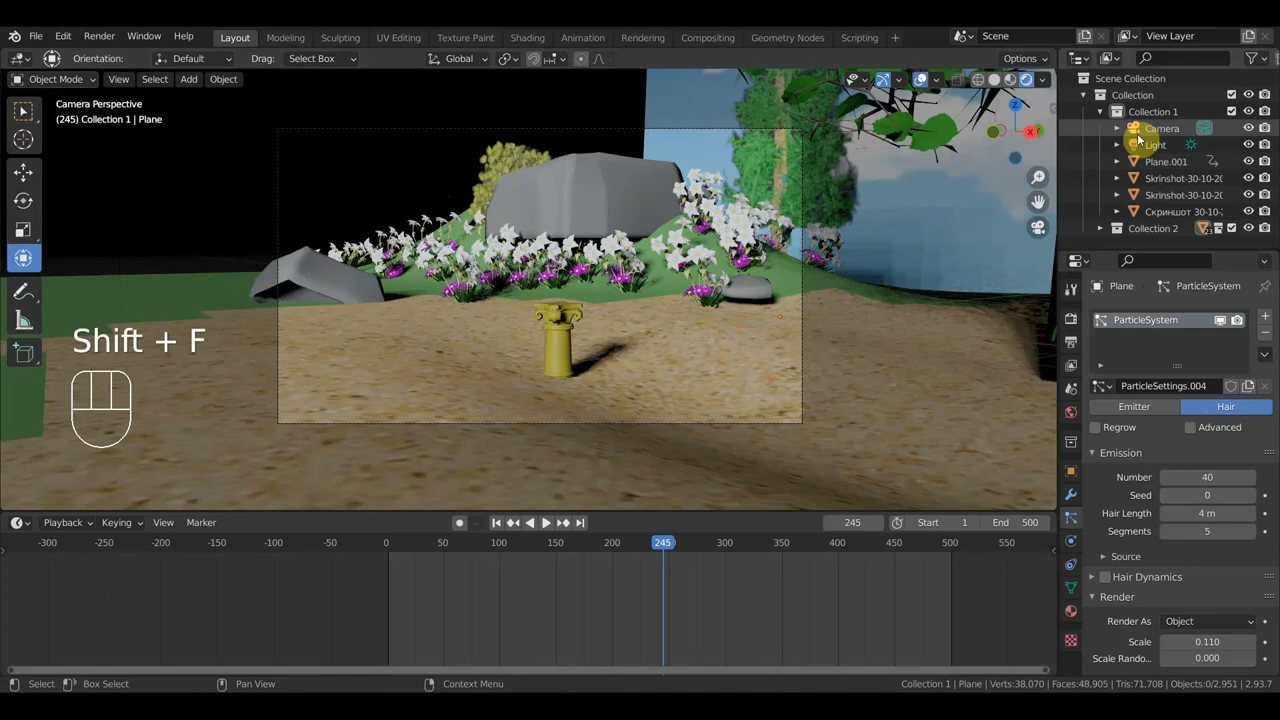 File Edit Render Window Help Layout Modeling Sculpting UV Editing Texture Paint Shading Animation Rendering Compositing Geometry Nodes Scripting + Scene View Layer
Orientation: Default Drag: Select Box Global Options
Object Mode View Select Add Object
Camera Perspective
(245) Collection 1 | Plane
Z
X
Shift + F
Scene Collection
Collection
Collection 1
Camera
Light
Plane.001
Skrinshot-30-10-20
Skrinshot-30-10-20
Скриншот 30-10-2
Collection 2 23
Plane ParticleSystem
ParticleSystem
ParticleSettings.004
Emitter Hair
Regrow Advanced
Emission
Number 40
Seed 0
Hair Length 4 m
Segments 5
Source
Hair Dynamics
Render
Render As Object
Scale 0.110
Scale Rando... 0.000
Playback Keying View Marker 245 Start 1 End 500
-300 -250 -200 -150 -100 -50 0 50 100 150 200 245 300 350 400 450 500 550
Select Box Select Pan View Context Menu Collection 1 | Plane | Verts:38,070 | Faces:48,905 | Tris:71,708 | Objects:0/2,951 | 2.93.7